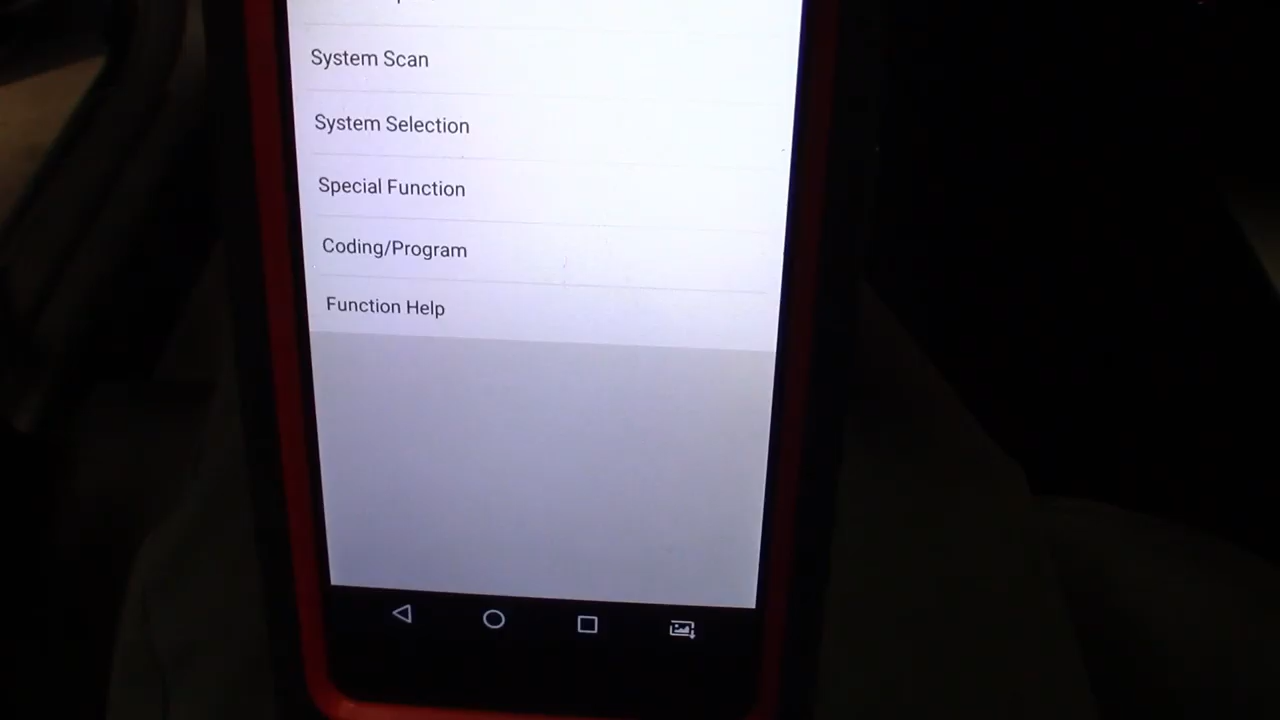 System Scan
System Selection
Special Function
Coding/Program
Function Help